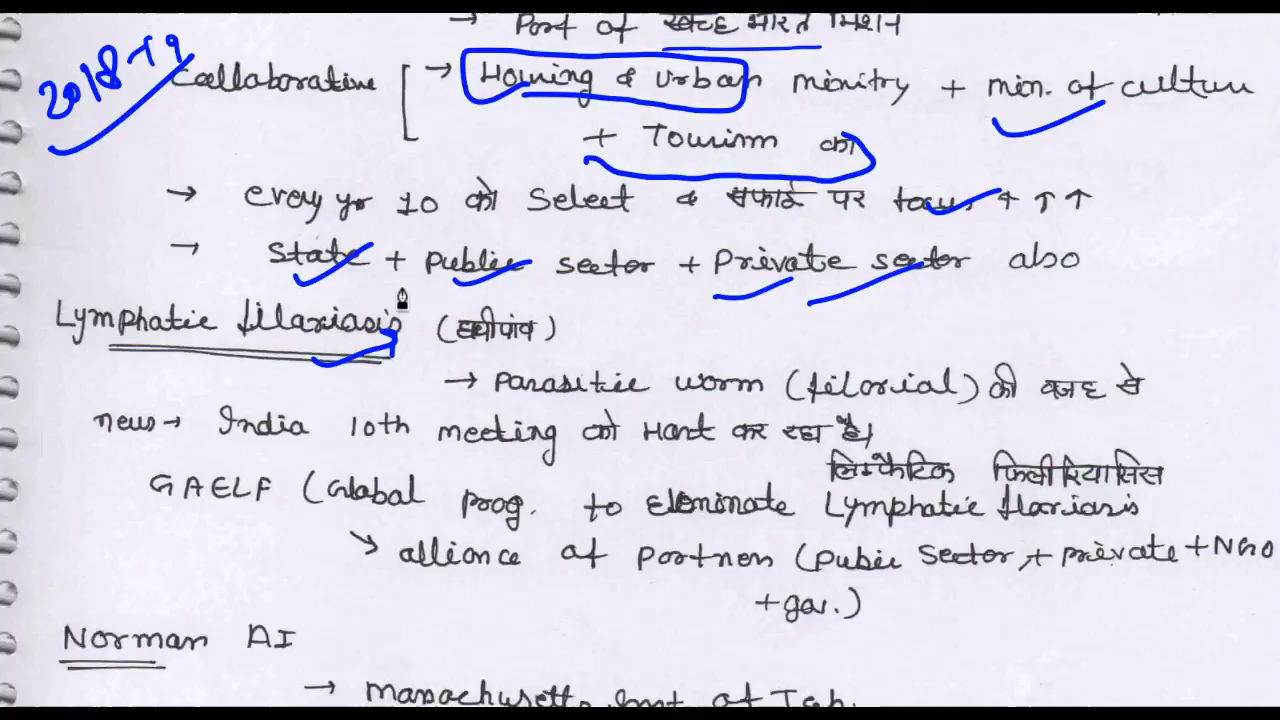 → Part of स्वच्छ भारत मिशन
2018-19
Collaborative → Housing & Urban ministry + min. of culture
+ Tourism का
→ every yr 10 को select & सफाई पर focus ↑ ↑ ↑
→ State + Public sector + Private sector also
Lymphatic filariasis (हाथीपांव)
→ Parasitic worm (filarial) की वजह से
news → India 10th meeting को Host कर रहा है।
लिम्फैटिक फिलीरियासिस
GAELF (Global prog. to Eleminate Lymphatic filariasis
→ alliance of Partners (Pubic Sector, + private + NGO
+ gov.)
Norman AI
→ Massachusetts Inst of Tech.